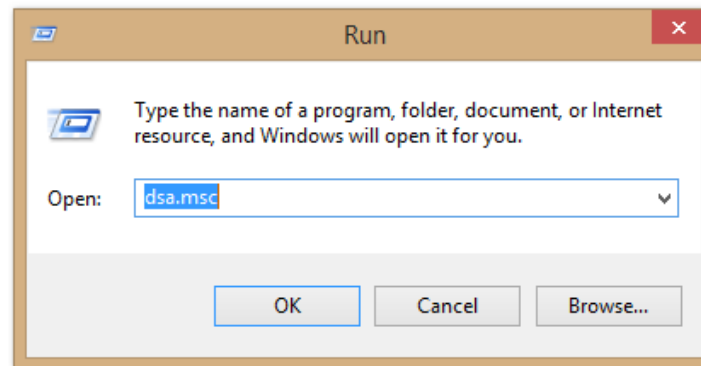 Run
Type the name of a program, folder, document, or Internet
resource, and Windows will open it for you.
Open: dsa.msc
OK Cancel Browse...